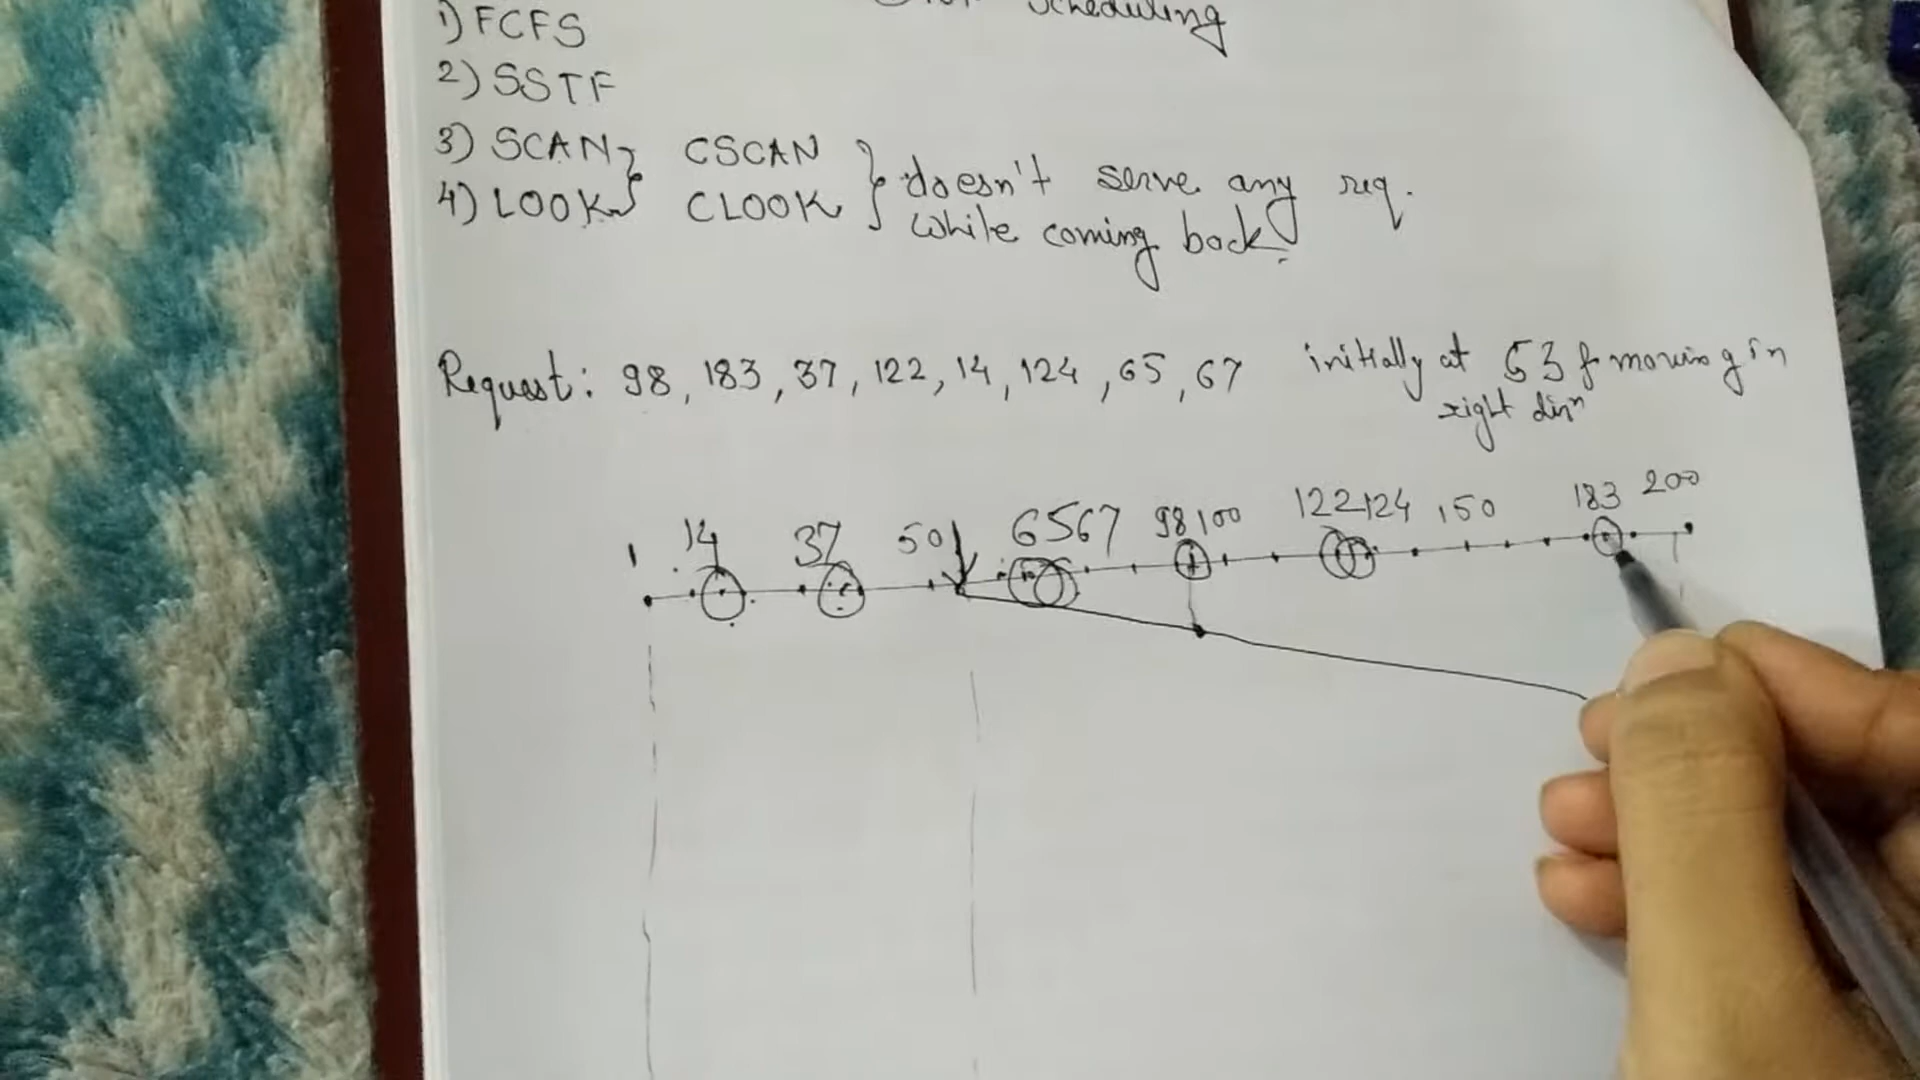 Scheduling
1) FCFS
2) SSTF
3) SCAN } CSCAN
4) LOOK } CLOOK } doesn't serve any req.
while coming back.
Request: 98, 183, 37, 122, 14, 124, 65, 67 initially at 53 & moving in
right dirⁿ
1 14 37 50 65 67 98 100 122 124 150 183 200